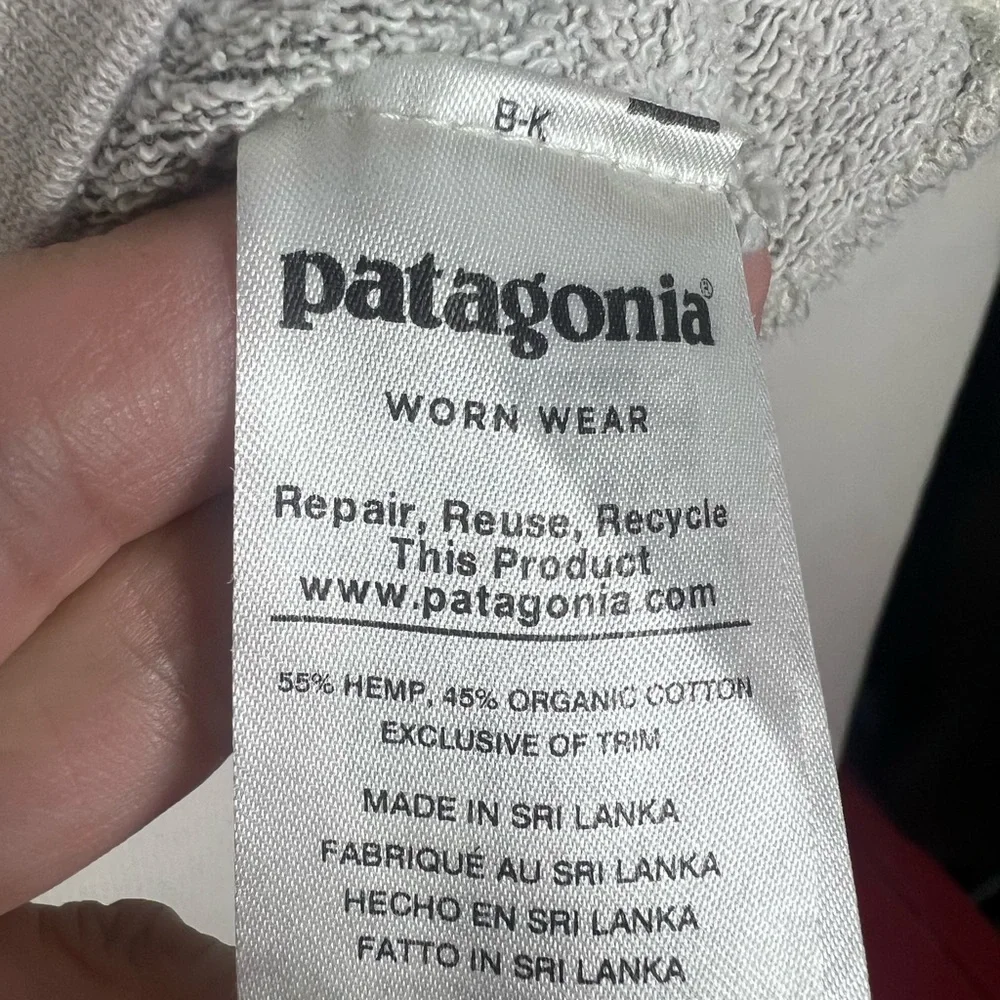 B-K
patagonia®
WORN WEAR
Repair, Reuse, Recycle
This Product
www.patagonia.com
55% HEMP, 45% ORGANIC COTTON
EXCLUSIVE OF TRIM
MADE IN SRI LANKA
FABRIQUÉ AU SRI LANKA
HECHO EN SRI LANKA
FATTO IN SRI LANKA